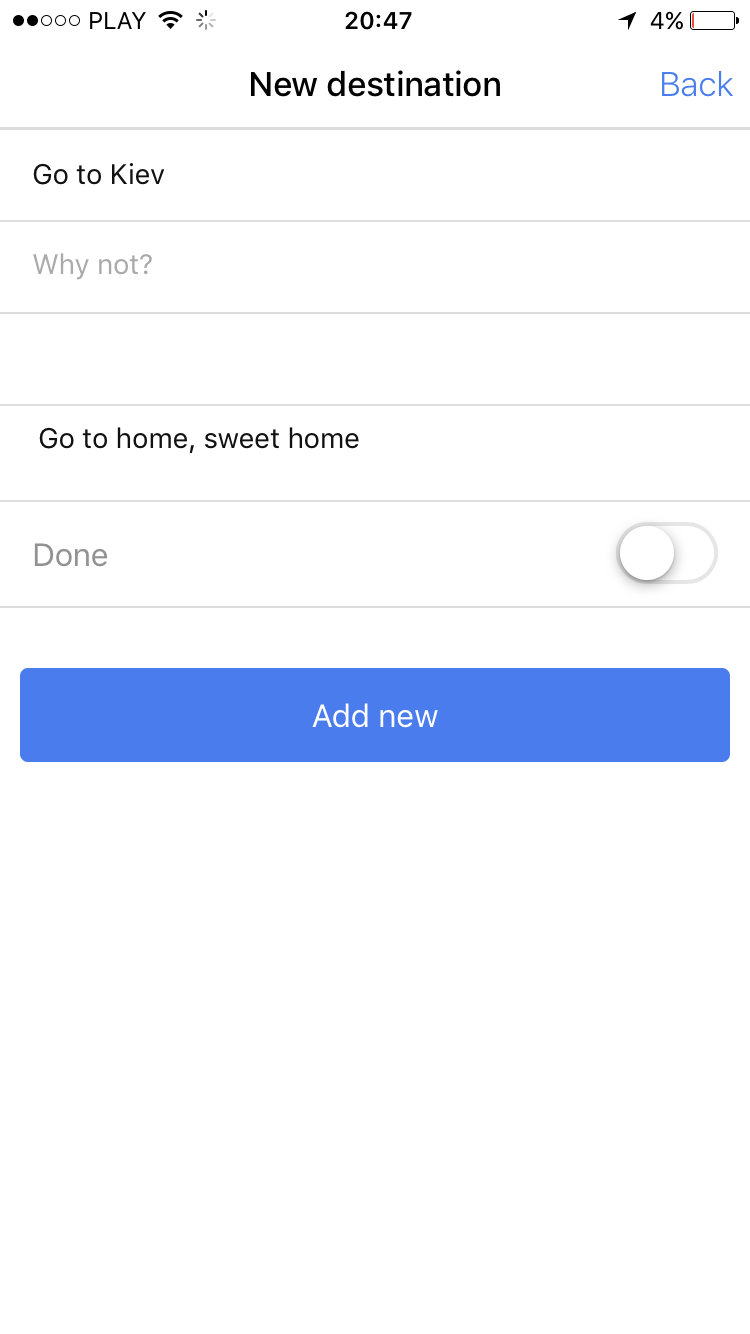 PLAY 20:47 4%
New destination Back
Go to Kiev
Why not?
Go to home, sweet home
Done
Add new